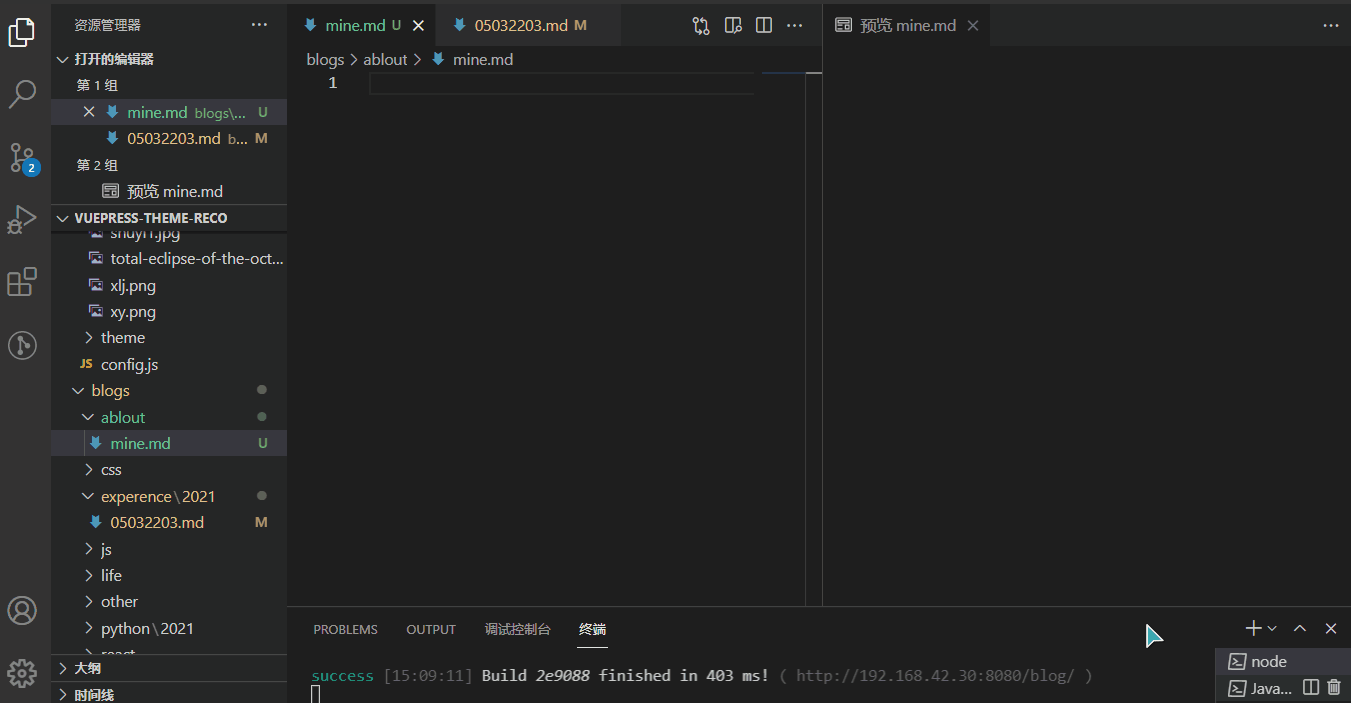 资源管理器
打开的编辑器
第 1 组
mine.md blogs\... U
05032203.md b... M
第 2 组
预览 mine.md
VUEPRESS-THEME-RECO
shuyi1.jpg
total-eclipse-of-the-oct...
xlj.png
xy.png
theme
JS config.js
blogs
ablout
mine.md U
css
experence\2021
05032203.md M
js
life
other
python\2021
react
大纲
时间线
mine.md U
05032203.md M
blogs > ablout > mine.md
1
预览 mine.md
PROBLEMS OUTPUT 调试控制台 终端
success [15:09:11] Build 2e9088 finished in 403 ms! ( http://192.168.42.30:8080/blog/ )
node
Java...
2